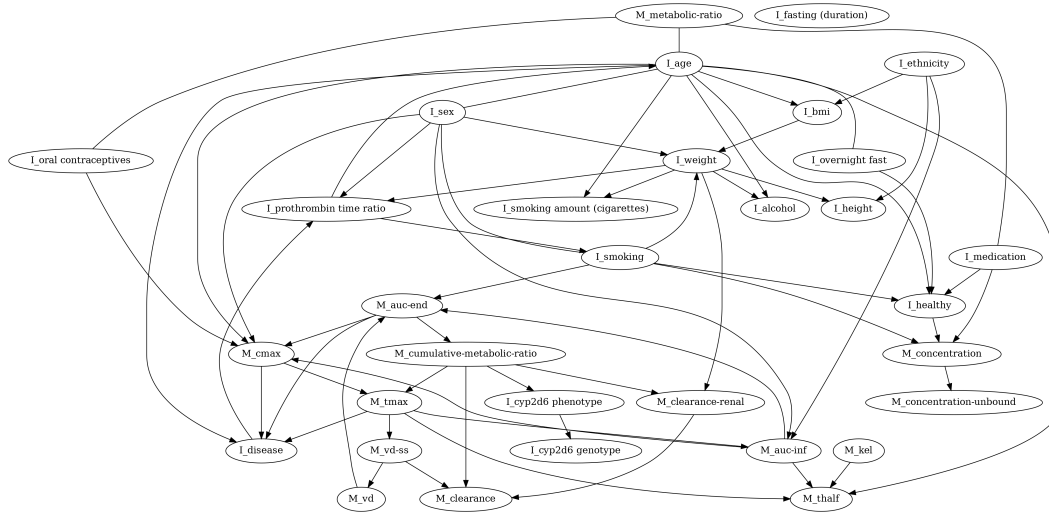 M_metabolic-ratio
I_fasting (duration)
I_age
I_ethnicity
I_sex
I_bmi
I_oral contraceptives
I_weight
I_overnight fast
I_prothrombin time ratio
I_smoking amount (cigarettes)
I_alcohol
I_height
I_smoking
I_medication
M_auc-end
I_healthy
M_cmax
M_cumulative-metabolic-ratio
M_concentration
M_tmax
I_cyp2d6 phenotype
M_clearance-renal
M_concentration-unbound
I_disease
M_vd-ss
I_cyp2d6 genotype
M_auc-inf
M_kel
M_vd
M_clearance
M_thalf